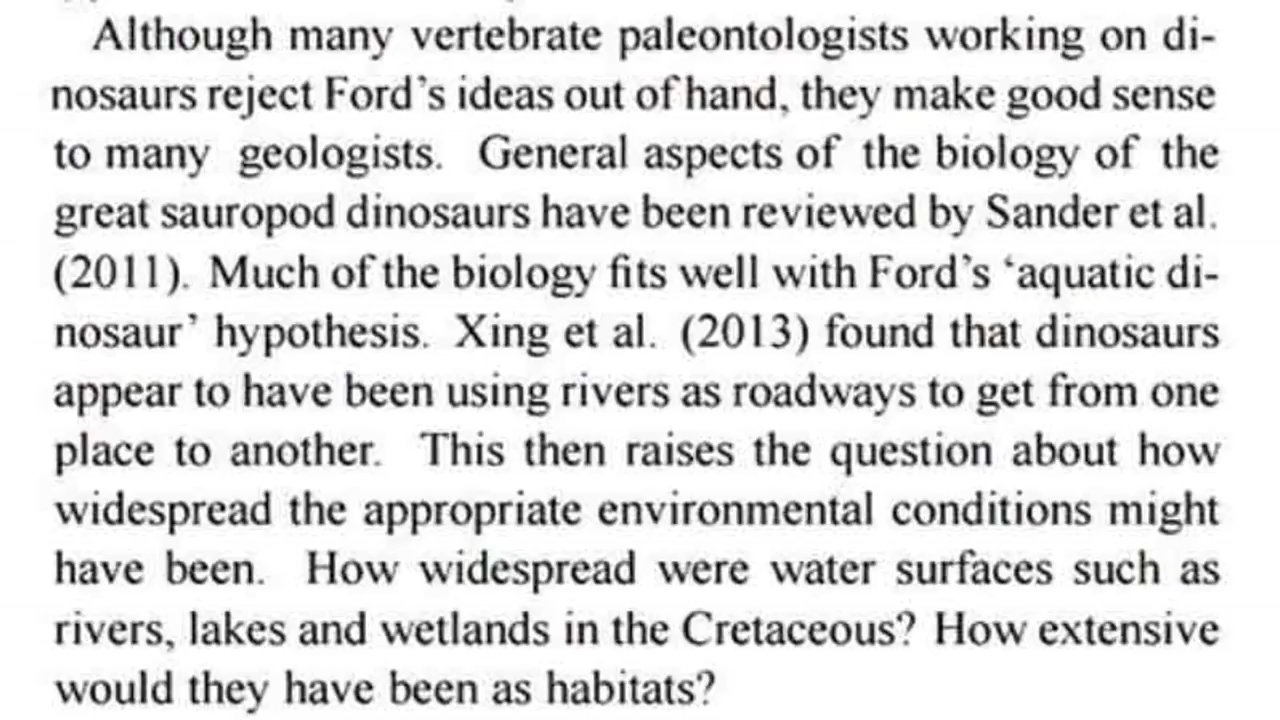 Although many vertebrate paleontologists working on di-
nosaurs reject Ford's ideas out of hand, they make good sense
to many geologists. General aspects of the biology of the
great sauropod dinosaurs have been reviewed by Sander et al.
(2011). Much of the biology fits well with Ford's ‘aquatic di-
nosaur’ hypothesis. Xing et al. (2013) found that dinosaurs
appear to have been using rivers as roadways to get from one
place to another. This then raises the question about how
widespread the appropriate environmental conditions might
have been. How widespread were water surfaces such as
rivers, lakes and wetlands in the Cretaceous? How extensive
would they have been as habitats?